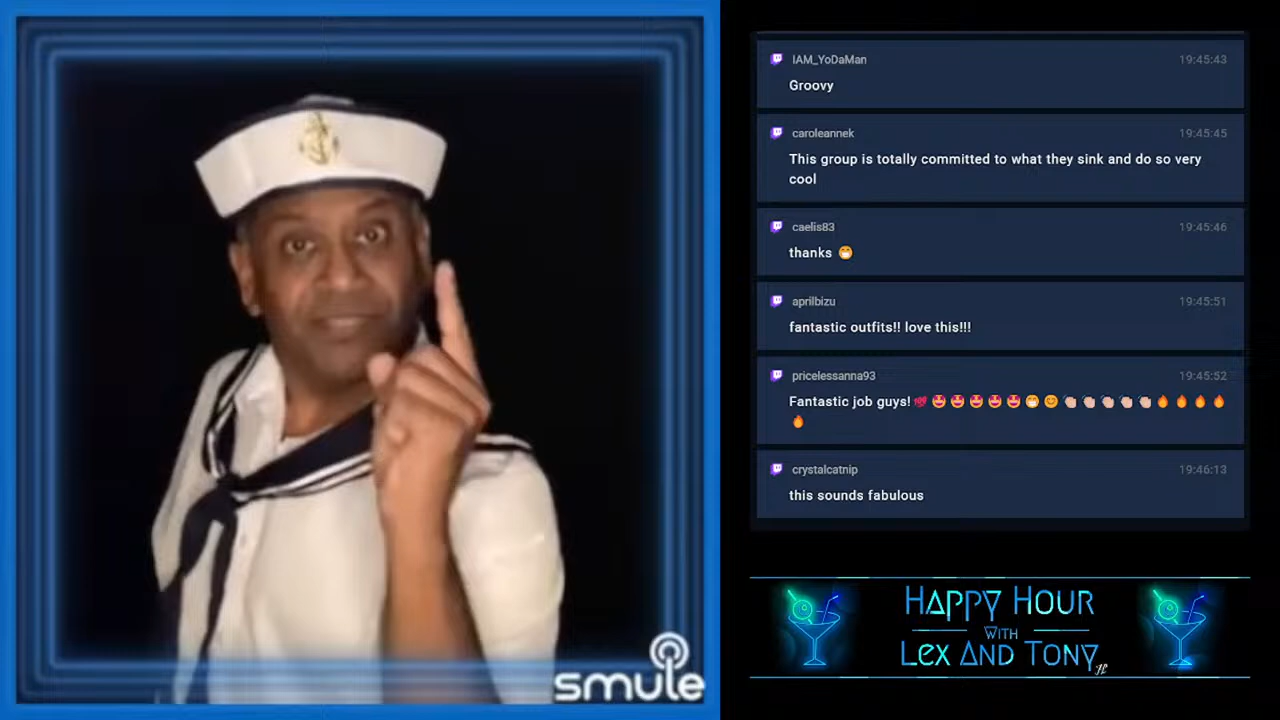 IAM_YoDaMan 19:45:43
Groovy
caroleannek 19:45:45
This group is totally committed to what they sink and do so very
cool
caelis83 19:45:46
thanks 😁
aprilbizu 19:45:51
fantastic outfits!! love this!!!
pricelessanna93 19:45:52
Fantastic job guys!💯🤩🤩🤩🤩🤩😁😊👏🏻👏🏻👏🏻👏🏻👏🏻🔥🔥🔥🔥
🔥
crystalcatnip 19:46:13
this sounds fabulous
smule
HAPPY HOUR
WITH
LEX AND TONY